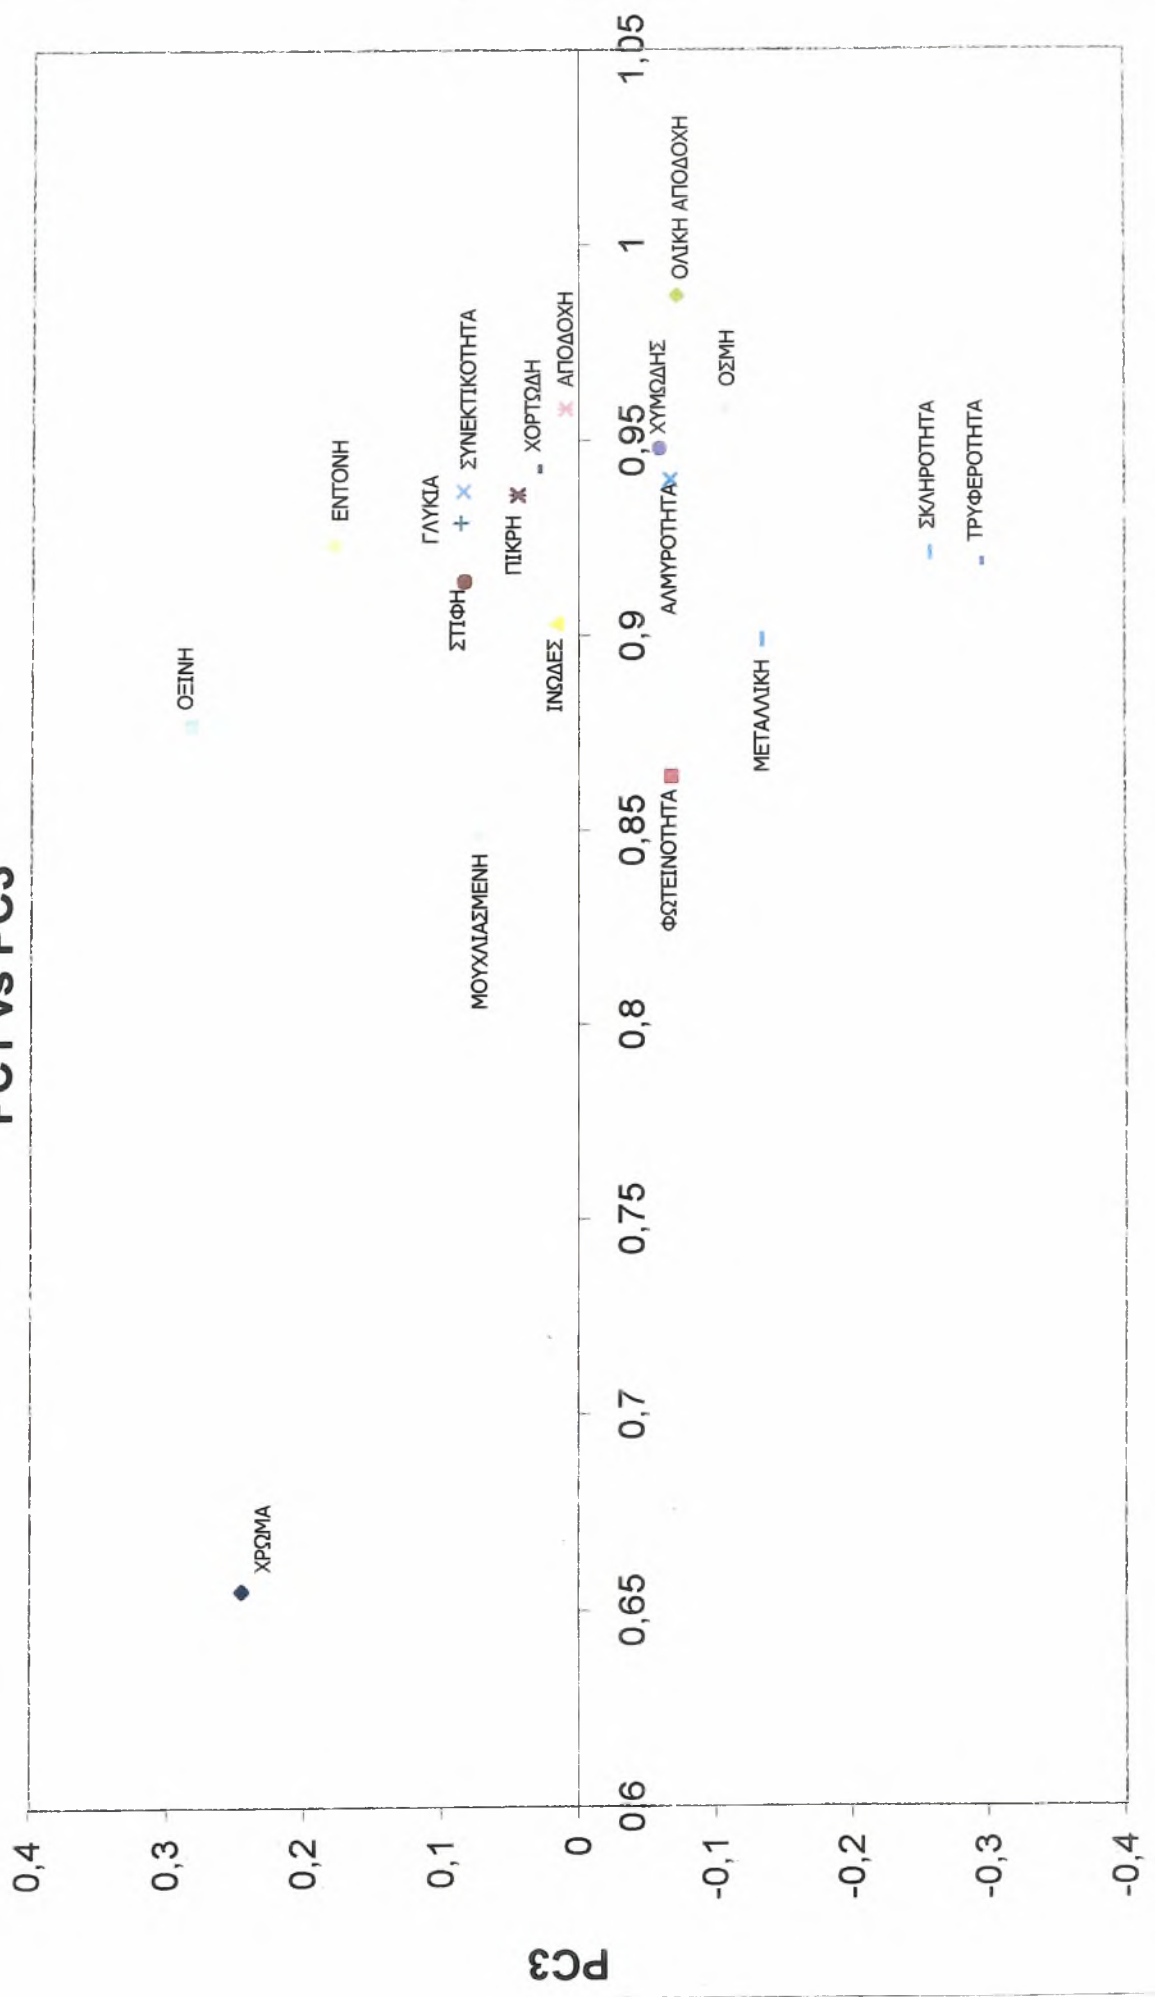 PC1 vs PC3
0,4
0,3
0,2
0,1
0
-0,1
-0,2
-0,3
-0,4
PC3
ΟΞΙΝΗ
ΧΡΩΜΑ
ΕΝΤΟΝΗ
ΓΛΥΚΙΑ
ΣΤΙΦΗ
ΣΥΝΕΚΤΙΚΟΤΗΤΑ
ΜΟΥΧΛΙΑΣΜΕΝΗ
ΠΙΚΡΗ
ΧΟΡΤΩΔΗ
ΙΝΩΔΕΣ
ΑΠΟΔΟΧΗ
06
0,65
0,7
0,75
0,8
0,85
0,9
0,95
1
1,05
ΧΥΜΩΔΗΣ
ΦΩΤΕΙΝΟΤΗΤΑ
ΑΛΜΥΡΟΤΗΤΑ
ΟΛΙΚΗ ΑΠΟΔΟΧΗ
ΟΣΜΗ
ΜΕΤΑΛΛΙΚΗ
ΣΚΛΗΡΟΤΗΤΑ
ΤΡΥΦΕΡΟΤΗΤΑ